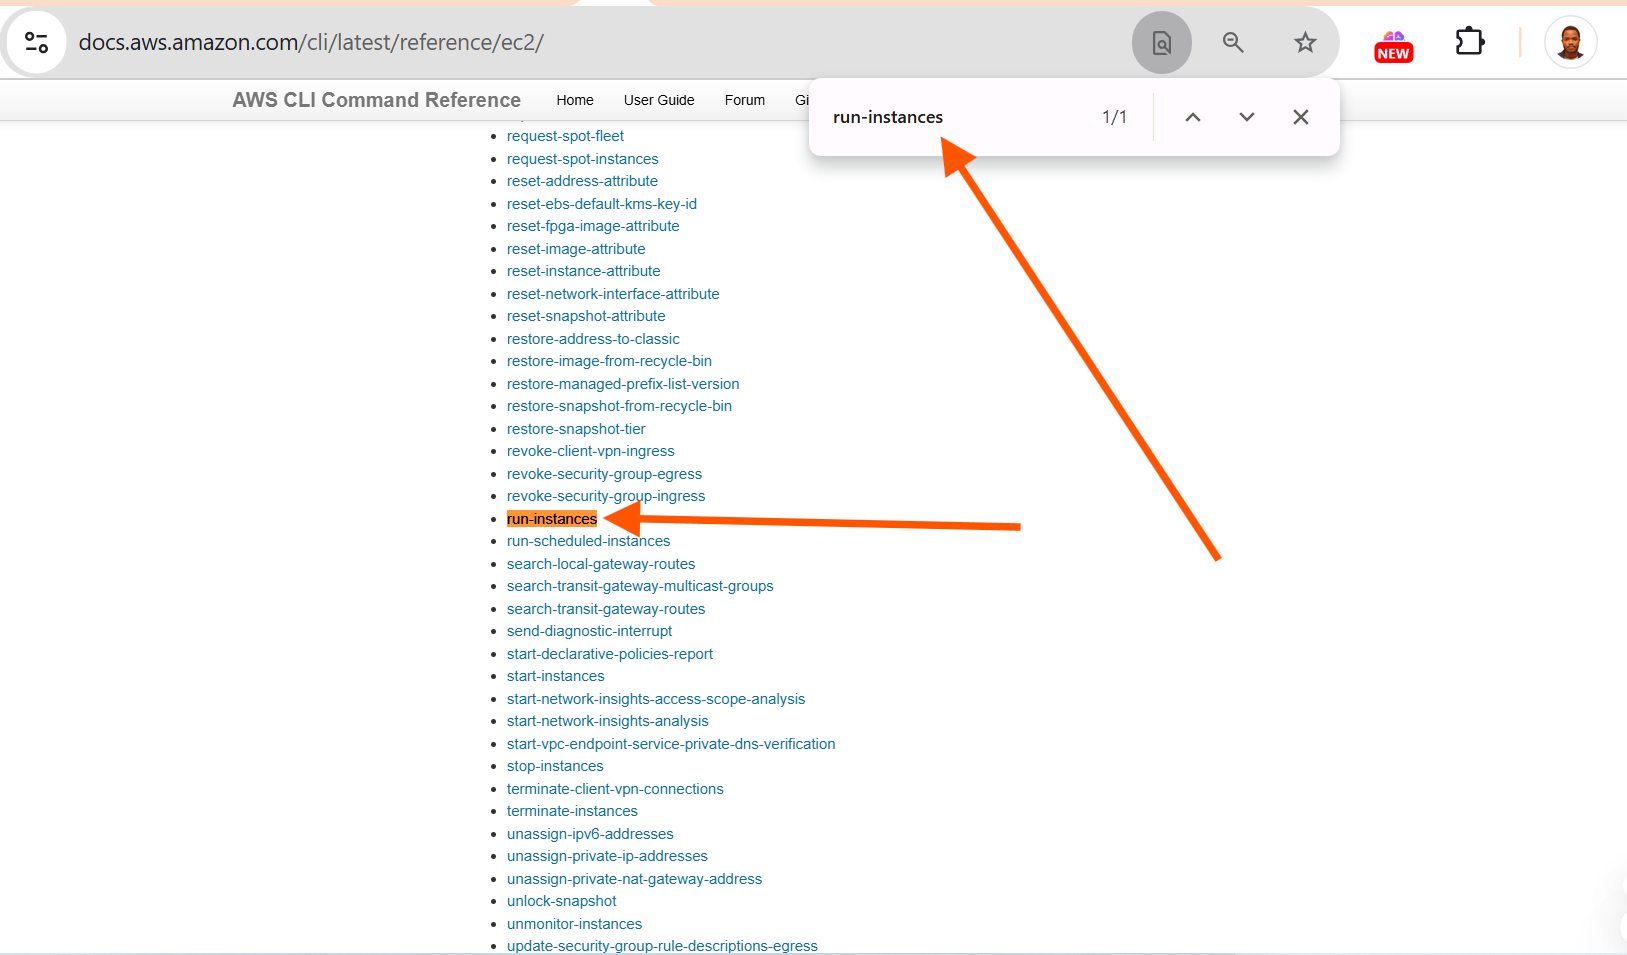 docs.aws.amazon.com/cli/latest/reference/ec2/
NEW
AWS CLI Command Reference Home User Guide Forum Gi
run-instances 1/1
request-spot-fleet
request-spot-instances
reset-address-attribute
reset-ebs-default-kms-key-id
reset-fpga-image-attribute
reset-image-attribute
reset-instance-attribute
reset-network-interface-attribute
reset-snapshot-attribute
restore-address-to-classic
restore-image-from-recycle-bin
restore-managed-prefix-list-version
restore-snapshot-from-recycle-bin
restore-snapshot-tier
revoke-client-vpn-ingress
revoke-security-group-egress
revoke-security-group-ingress
run-instances
run-scheduled-instances
search-local-gateway-routes
search-transit-gateway-multicast-groups
search-transit-gateway-routes
send-diagnostic-interrupt
start-declarative-policies-report
start-instances
start-network-insights-access-scope-analysis
start-network-insights-analysis
start-vpc-endpoint-service-private-dns-verification
stop-instances
terminate-client-vpn-connections
terminate-instances
unassign-ipv6-addresses
unassign-private-ip-addresses
unassign-private-nat-gateway-address
unlock-snapshot
unmonitor-instances
update-security-group-rule-descriptions-egress